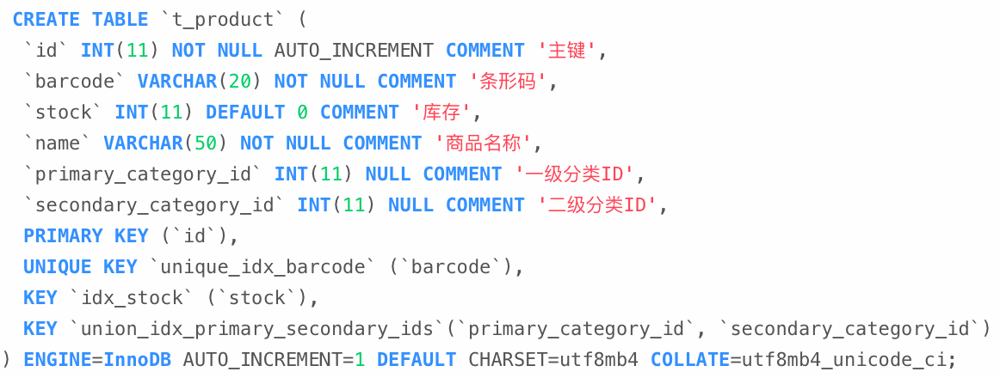 CREATE TABLE `t_product` (
`id` INT(11) NOT NULL AUTO_INCREMENT COMMENT '主键',
`barcode` VARCHAR(20) NOT NULL COMMENT '条形码',
`stock` INT(11) DEFAULT 0 COMMENT '库存',
`name` VARCHAR(50) NOT NULL COMMENT '商品名称',
`primary_category_id` INT(11) NULL COMMENT '一级分类ID',
`secondary_category_id` INT(11) NULL COMMENT '二级分类ID',
PRIMARY KEY (`id`),
UNIQUE KEY `unique_idx_barcode` (`barcode`),
KEY `idx_stock` (`stock`),
KEY `union_idx_primary_secondary_ids`(`primary_category_id`, `secondary_category_id`)
) ENGINE=InnoDB AUTO_INCREMENT=1 DEFAULT CHARSET=utf8mb4 COLLATE=utf8mb4_unicode_ci;